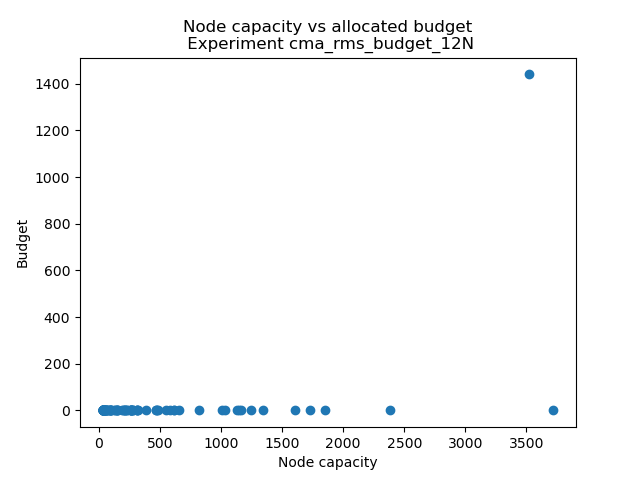 Node capacity vs allocated budget
Experiment cma_rms_budget_12N
1400
1200
1000
800
600
400
200
0
Budget
0 500 1000 1500 2000 2500 3000 3500
Node capacity